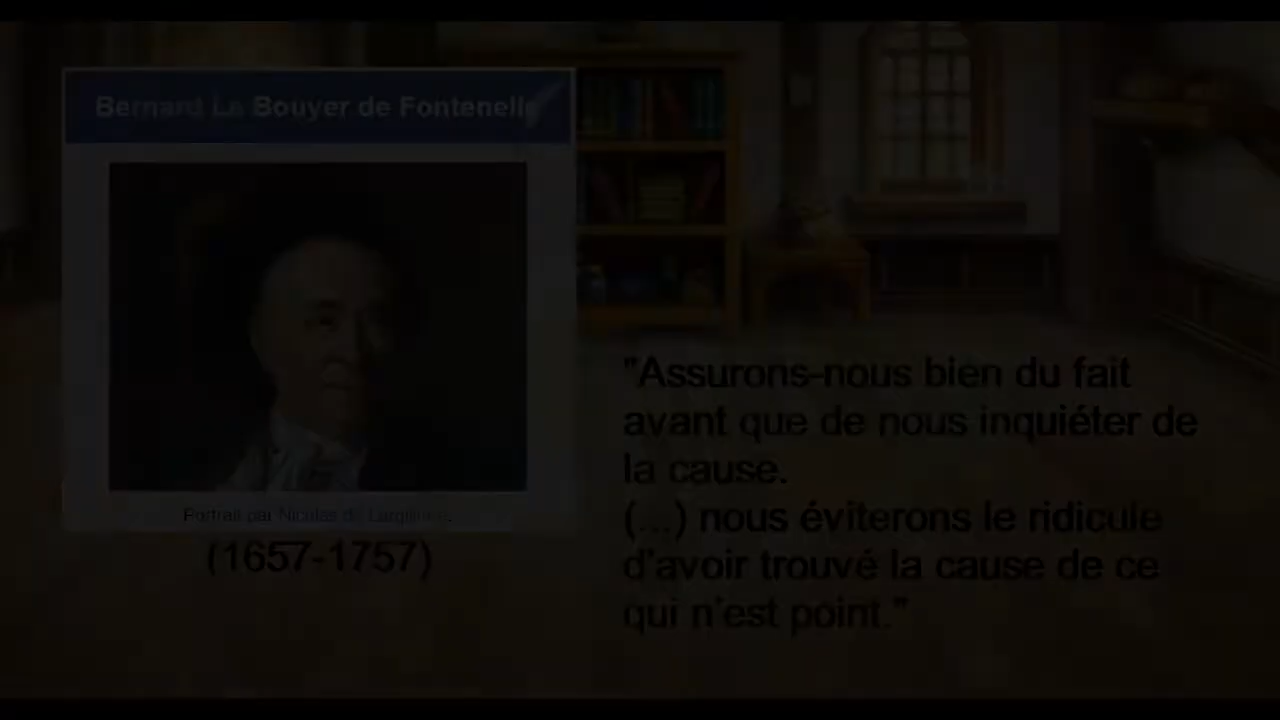 Bernard Le Bouyer de Fontenelle
Portrait par Nicolas de Largillierre.
(1657-1757)
"Assurons-nous bien du fait
avant que de nous inquiéter de
la cause.
(...) nous éviterons le ridicule
d'avoir trouvé la cause de ce
qui n'est point."